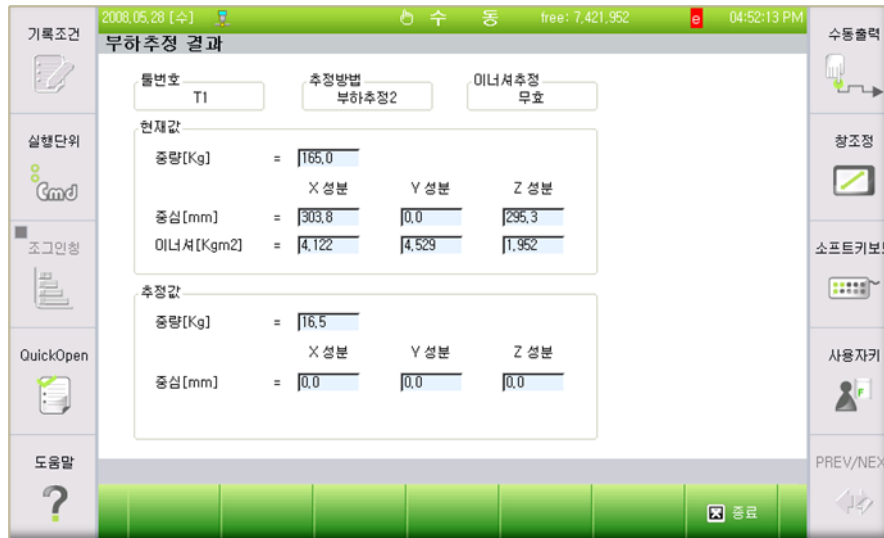 기록조건
2008.05.28 [수]
수 동
free: 7,421,952
e
04:52:13 PM
수동출력
부하추정 결과
툴번호
T1
추정방법
부하추정2
이너셔추정
무효
실행단위
Cmd
창조정
현재값
중량[Kg] = 165.0
X 성분 Y 성분 Z 성분
중심[mm] = 303.8 0.0 295.3
이너셔[Kgm2] = 4.122 4.529 1.952
조그인칭
소프트키보드
추정값
중량[Kg] = 16.5
X 성분 Y 성분 Z 성분
중심[mm] = 0.0 0.0 0.0
QuickOpen
사용자키
F
도움말
?
PREV/NEX
종료